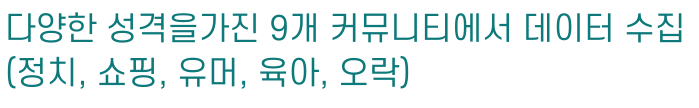 다양한 성격을가진 9개 커뮤니티에서 데이터 수집
(정치, 쇼핑, 유머, 육아, 오락)